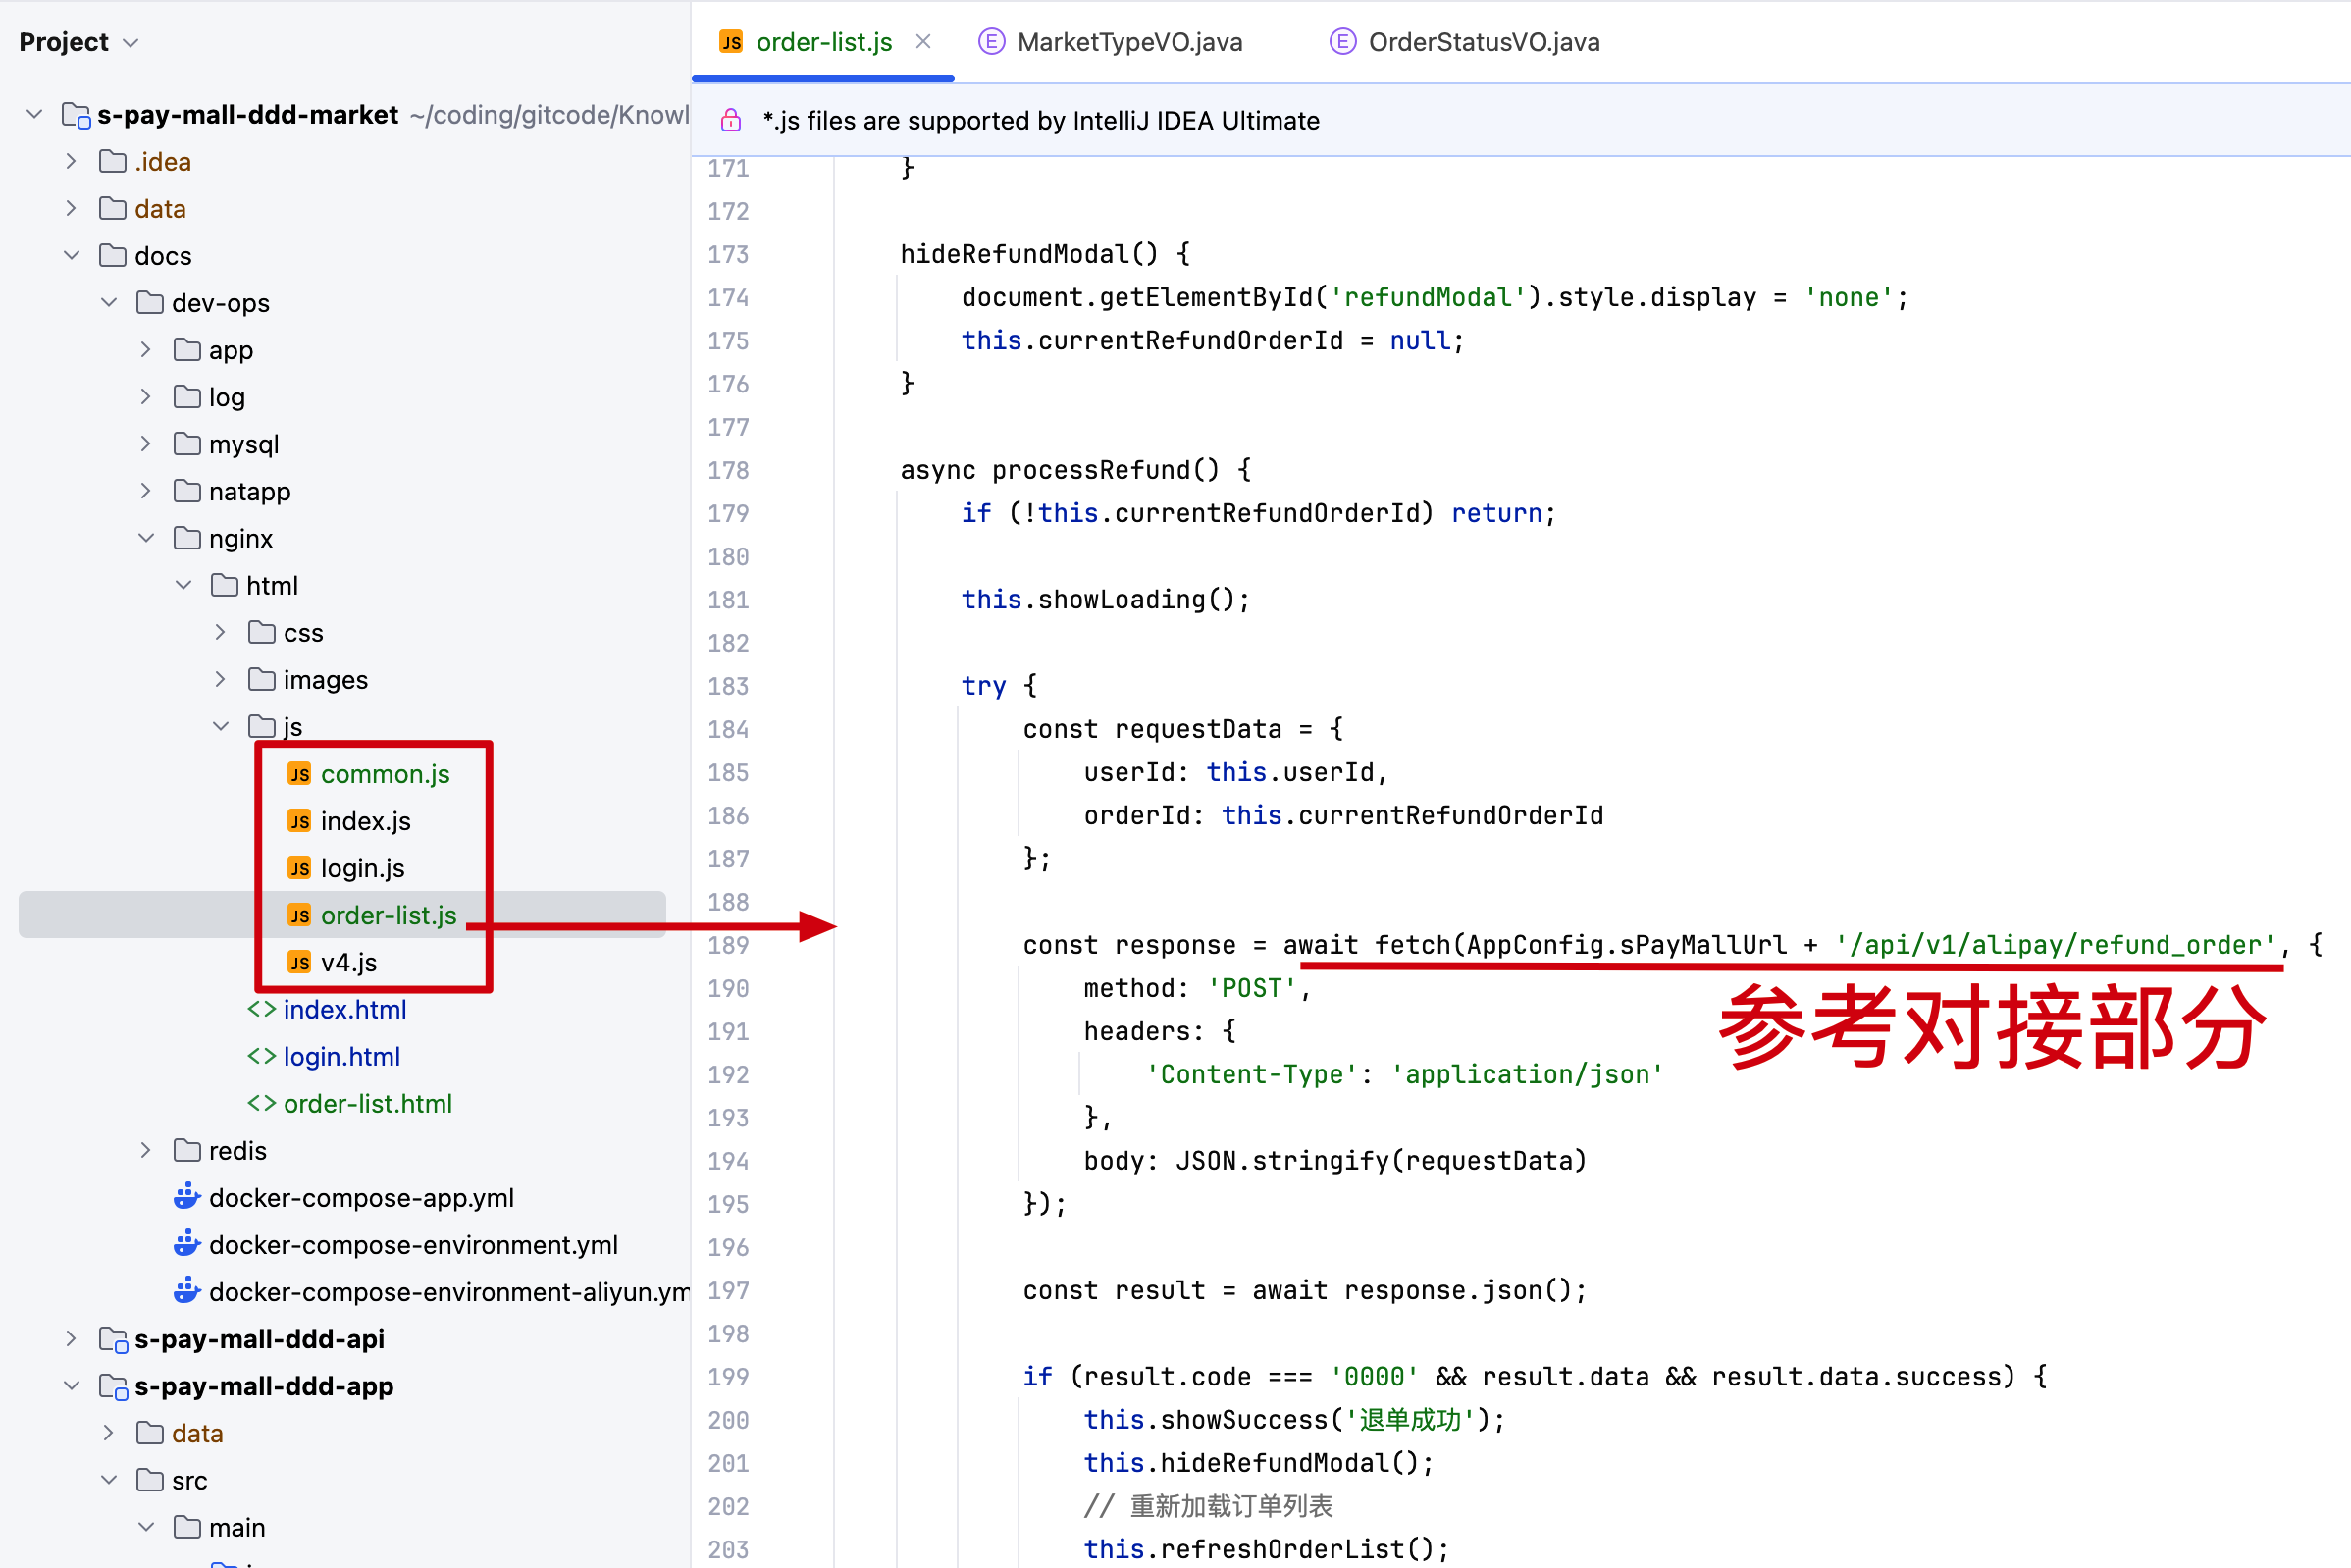 Project
s-pay-mall-ddd-market ~/coding/gitcode/Knowl
.idea
data
docs
dev-ops
app
log
mysql
natapp
nginx
html
css
images
js
JS common.js
JS index.js
JS login.js
JS order-list.js
JS v4.js
<> index.html
<> login.html
<> order-list.html
redis
docker-compose-app.yml
docker-compose-environment.yml
docker-compose-environment-aliyun.ym
s-pay-mall-ddd-api
s-pay-mall-ddd-app
data
src
main
JS order-list.js × E MarketTypeVO.java E OrderStatusVO.java
*.js files are supported by IntelliJ IDEA Ultimate
171 }
172
173 hideRefundModal() {
174 document.getElementById('refundModal').style.display = 'none';
175 this.currentRefundOrderId = null;
176 }
177
178 async processRefund() {
179 if (!this.currentRefundOrderId) return;
180
181 this.showLoading();
182
183 try {
184 const requestData = {
185 userId: this.userId,
186 orderId: this.currentRefundOrderId
187 };
188
189 const response = await fetch(AppConfig.sPayMallUrl + '/api/v1/alipay/refund_order', {
190 method: 'POST',
191 headers: {
192 'Content-Type': 'application/json'
193 },
194 body: JSON.stringify(requestData)
195 });
196
197 const result = await response.json();
198
199 if (result.code === '0000' && result.data && result.data.success) {
200 this.showSuccess('退单成功');
201 this.hideRefundModal();
202 // 重新加载订单列表
203 this.refreshOrderList();
参考对接部分